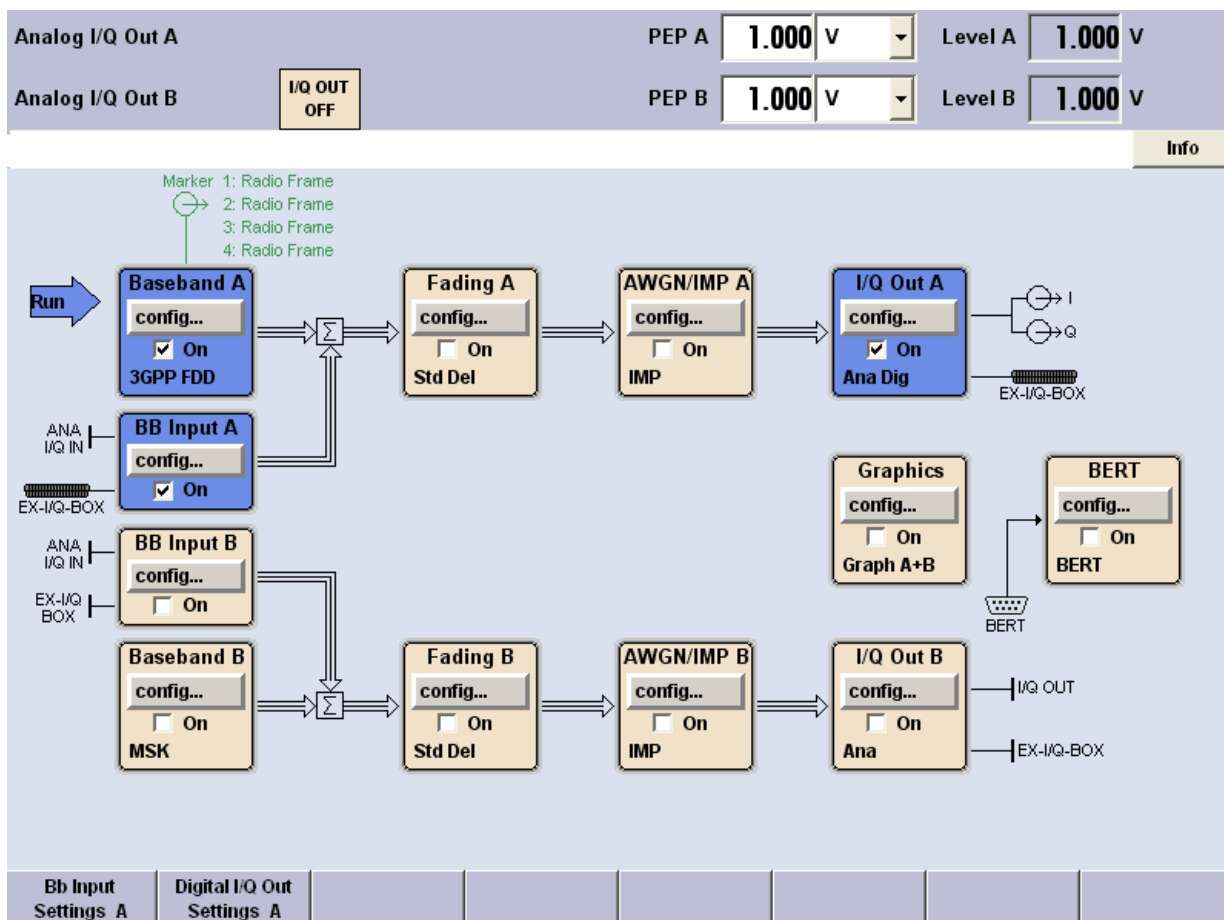 Analog I/Q Out A
PEP A 1.000 V Level A 1.000 V
Analog I/Q Out B
I/Q OUT
OFF
PEP B 1.000 V Level B 1.000 V
Info
Marker 1: Radio Frame
2: Radio Frame
3: Radio Frame
4: Radio Frame
Run
Baseband A
config...
On
3GPP FDD
Σ
Fading A
config...
On
Std Del
AWGN/IMP A
config...
On
IMP
I/Q Out A
config...
On
Ana Dig
I
Q
EX-I/Q-BOX
ANA
I/Q IN
EX-I/Q-BOX
BB Input A
config...
On
Graphics
config...
On
Graph A+B
BERT
config...
On
BERT
BERT
ANA
I/Q IN
EX-I/Q
BOX
BB Input B
config...
On
Baseband B
config...
On
MSK
Σ
Fading B
config...
On
Std Del
AWGN/IMP B
config...
On
IMP
I/Q Out B
config...
On
Ana
I/Q OUT
EX-I/Q-BOX
Bb Input
Settings A
Digital I/Q Out
Settings A